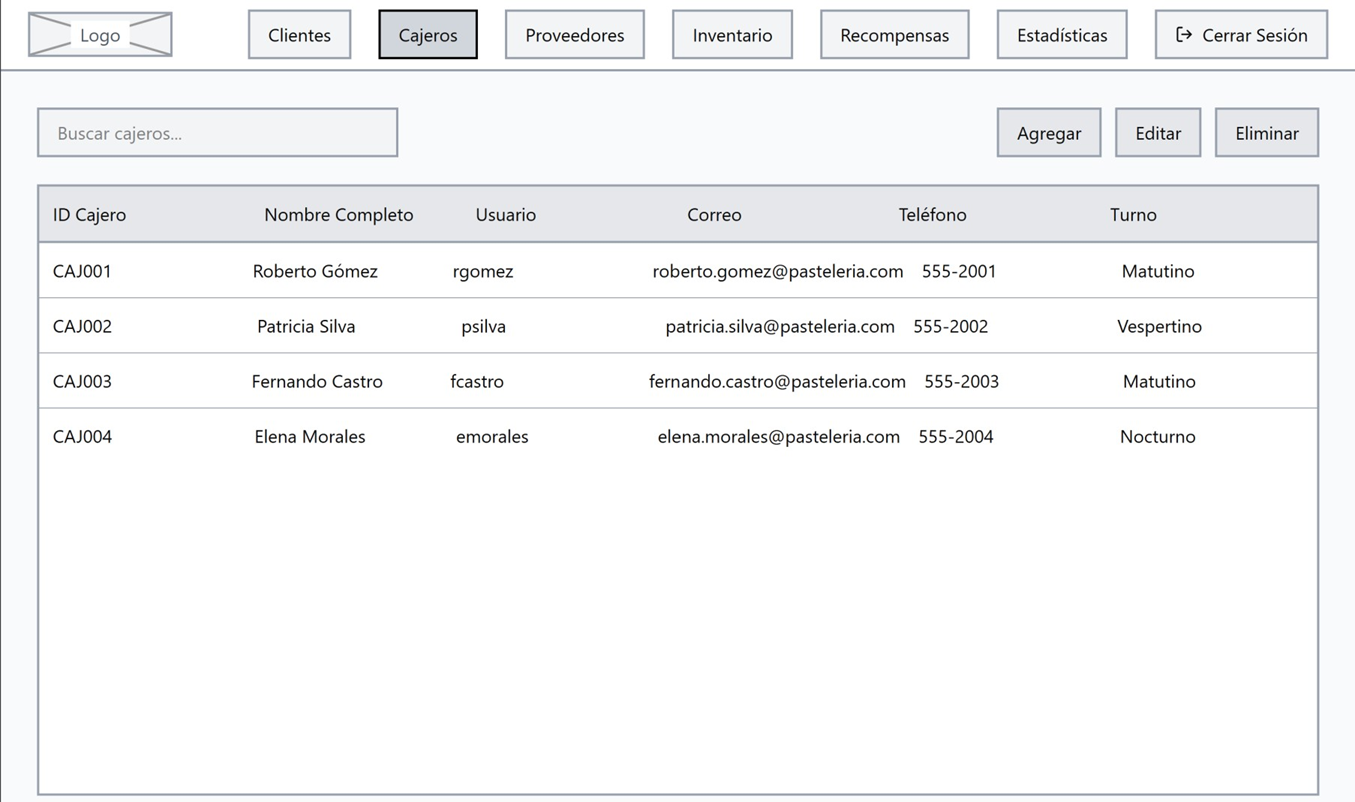 Logo Clientes Cajeros Proveedores Inventario Recompensas Estadísticas Cerrar Sesión
Buscar cajeros... Agregar Editar Eliminar
ID Cajero Nombre Completo Usuario Correo Teléfono Turno
CAJ001 Roberto Gómez rgomez roberto.gomez@pasteleria.com 555-2001 Matutino
CAJ002 Patricia Silva psilva patricia.silva@pasteleria.com 555-2002 Vespertino
CAJ003 Fernando Castro fcastro fernando.castro@pasteleria.com 555-2003 Matutino
CAJ004 Elena Morales emorales elena.morales@pasteleria.com 555-2004 Nocturno